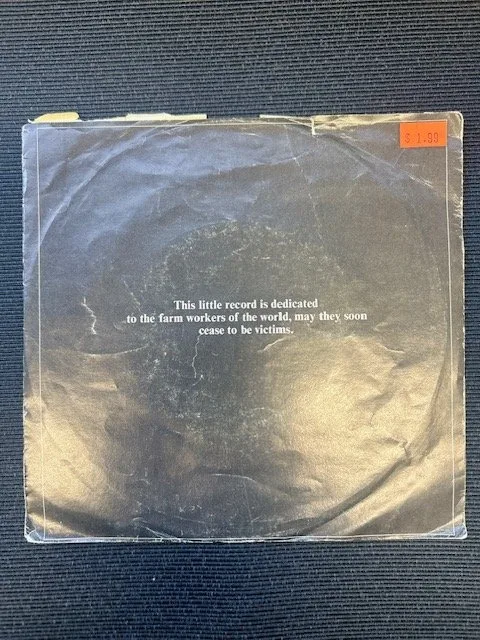 $ 1.99
This little record is dedicated
to the farm workers of the world, may they soon
cease to be victims.